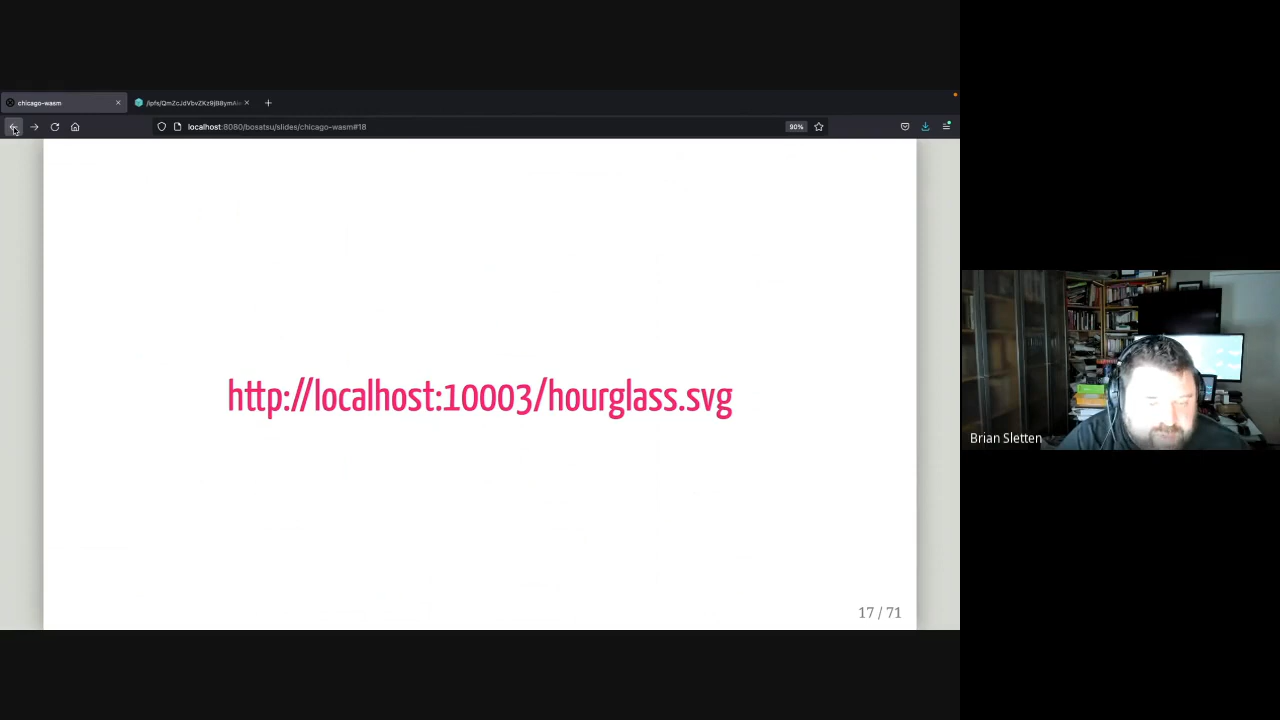 chicago-wasm
localhost:8080/bosatsu/slides/chicago-wasm#18
90%
http://localhost:10003/hourglass.svg
17 / 71
Brian Sletten